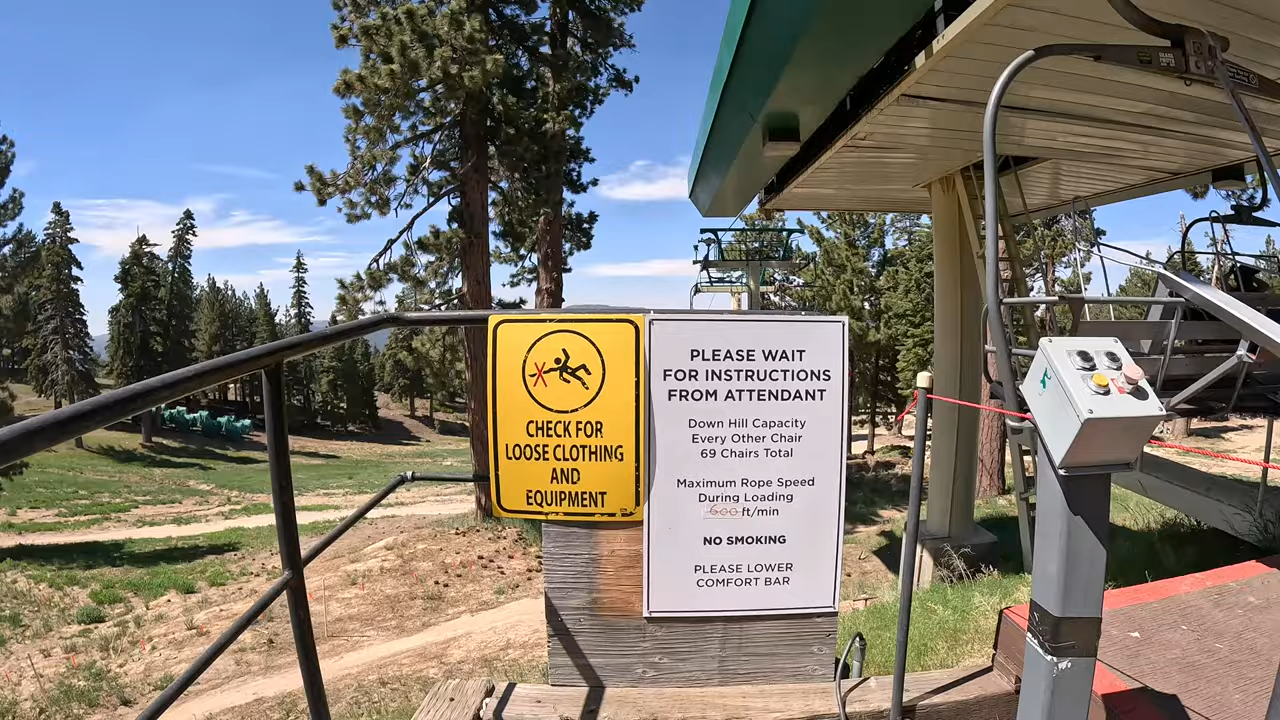 CHECK FOR
LOOSE CLOTHING
AND
EQUIPMENT
PLEASE WAIT
FOR INSTRUCTIONS
FROM ATTENDANT
Down Hill Capacity
Every Other Chair
69 Chairs Total
Maximum Rope Speed
During Loading
600 ft/min
NO SMOKING
PLEASE LOWER
COMFORT BAR